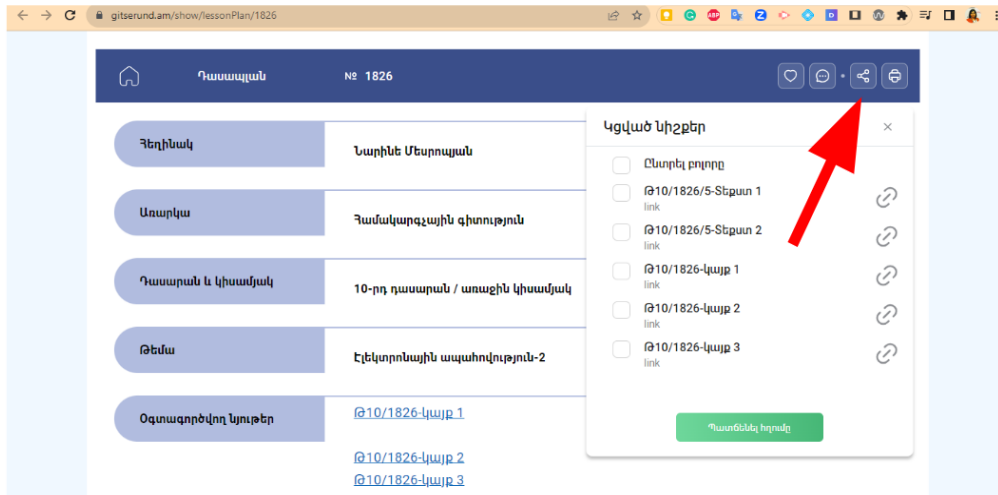 gitserund.am/show/lessonPlan/1826
Դասապլան
№ 1826
Հեղինակ
Նարինե Մեսրոպյան
Առարկա
Համակարգչային գիտություն
Դասարան և կիսամյակ
10-րդ դասարան / առաջին կիսամյակ
Թեմա
Էլեկտրոնային ապահովություն-2
Օգտագործվող նյութեր
Թ10/1826-կայք 1
Թ10/1826-կայք 2
Թ10/1826-կայք 3
Կցված նիշքեր
Ընտրել բոլորը
Թ10/1826/5-Տեքստ 1
link
Թ10/1826/5-Տեքստ 2
link
Թ10/1826-կայք 1
link
Թ10/1826-կայք 2
link
Թ10/1826-կայք 3
link
Պատճենել հղումը